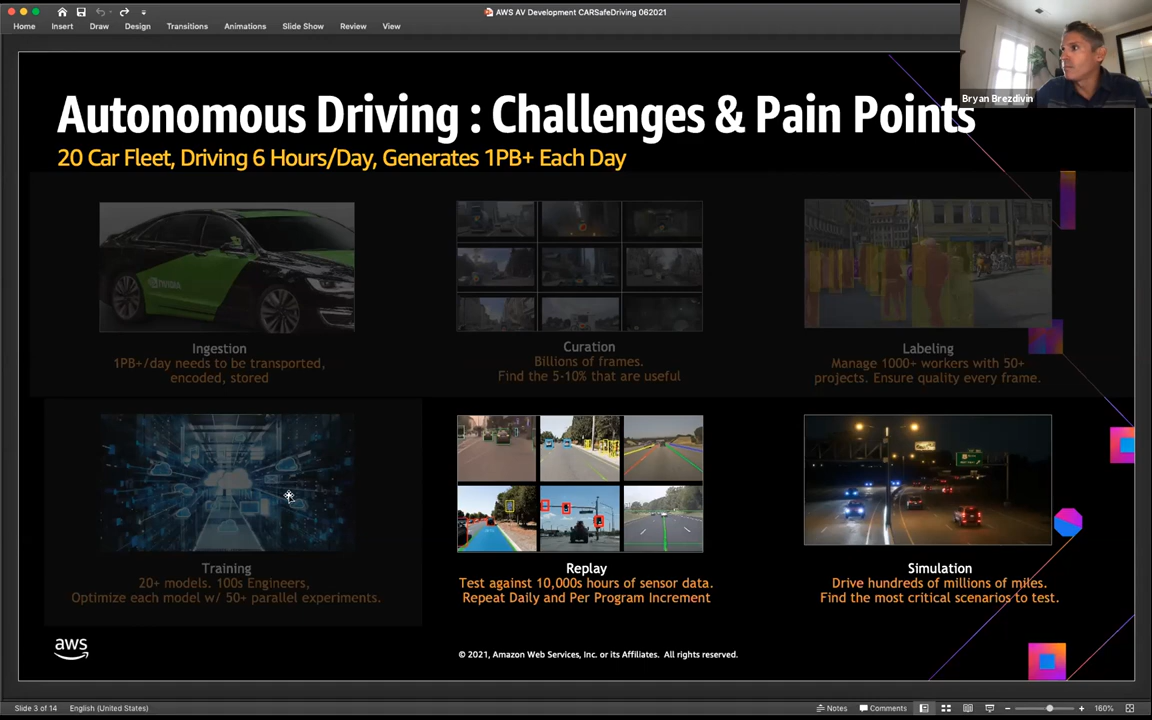 AWS AV Development CARSafeDriving 062021
Home Insert Draw Design Transitions Animations Slide Show Review View
Bryan Brezdivin
Autonomous Driving : Challenges & Pain Points
20 Car Fleet, Driving 6 Hours/Day, Generates 1PB+ Each Day
NVIDIA
Ingestion
1PB+/day needs to be transported,
encoded, stored
Curation
Billions of frames.
Find the 5-10% that are useful
Labeling
Manage 1000+ workers with 50+
projects. Ensure quality every frame.
Training
20+ models. 100s Engineers,
Optimize each model w/ 50+ parallel experiments.
Replay
Test against 10,000s hours of sensor data.
Repeat Daily and Per Program Increment
Simulation
Drive hundreds of millions of miles.
Find the most critical scenarios to test.
aws
© 2021, Amazon Web Services, Inc. or its Affiliates. All rights reserved.
Slide 3 of 14 English (United States) Notes Comments 160%